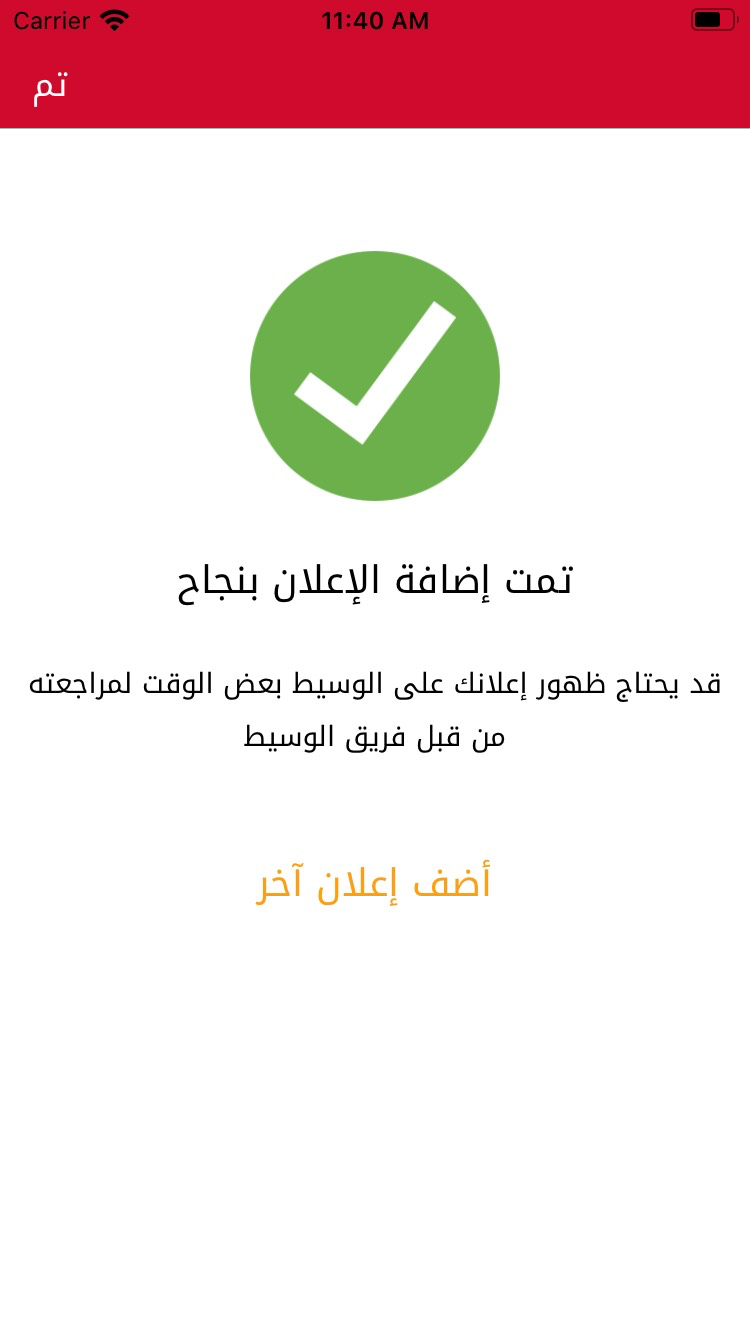 Carrier 11:40 AM
تم
تمت إضافة الإعلان بنجاح
قد يحتاج ظهور إعلانك على الوسيط بعض الوقت لمراجعته
من قبل فريق الوسيط
أضف إعلان آخر